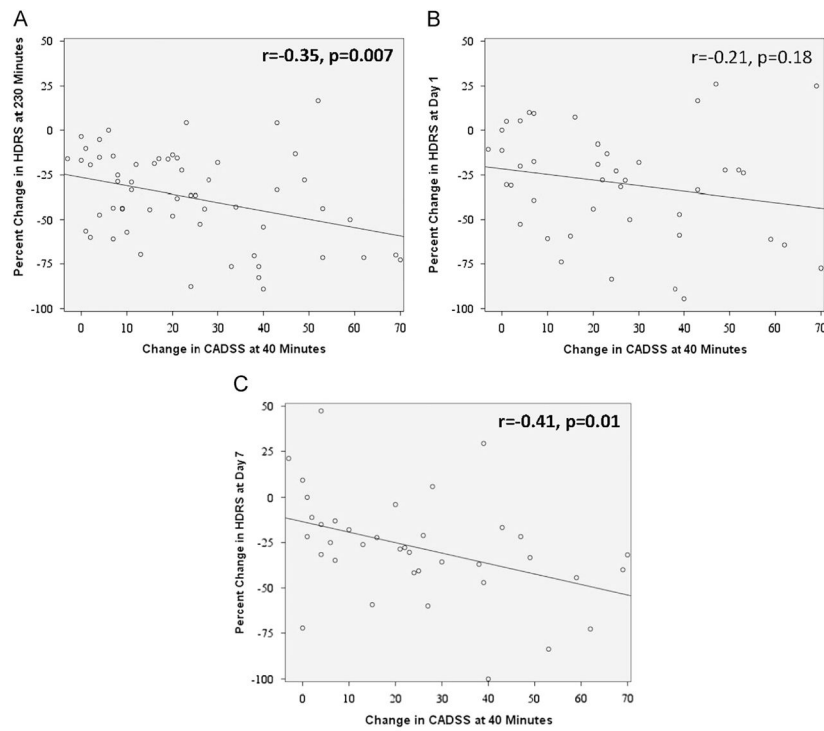 A
r=-0.35, p=0.007
Percent Change in HDRS at 230 Minutes
50
25
0
-25
-50
-75
-100
0 10 20 30 40 50 60 70
Change in CADSS at 40 Minutes
B
r=-0.21, p=0.18
Percent Change in HDRS at Day 1
50
25
0
-25
-50
-75
-100
0 10 20 30 40 50 60 70
Change in CADSS at 40 Minutes
C
r=-0.41, p=0.01
Percent Change in HDRS at Day 7
50
25
0
-25
-50
-75
-100
0 10 20 30 40 50 60 70
Change in CADSS at 40 Minutes